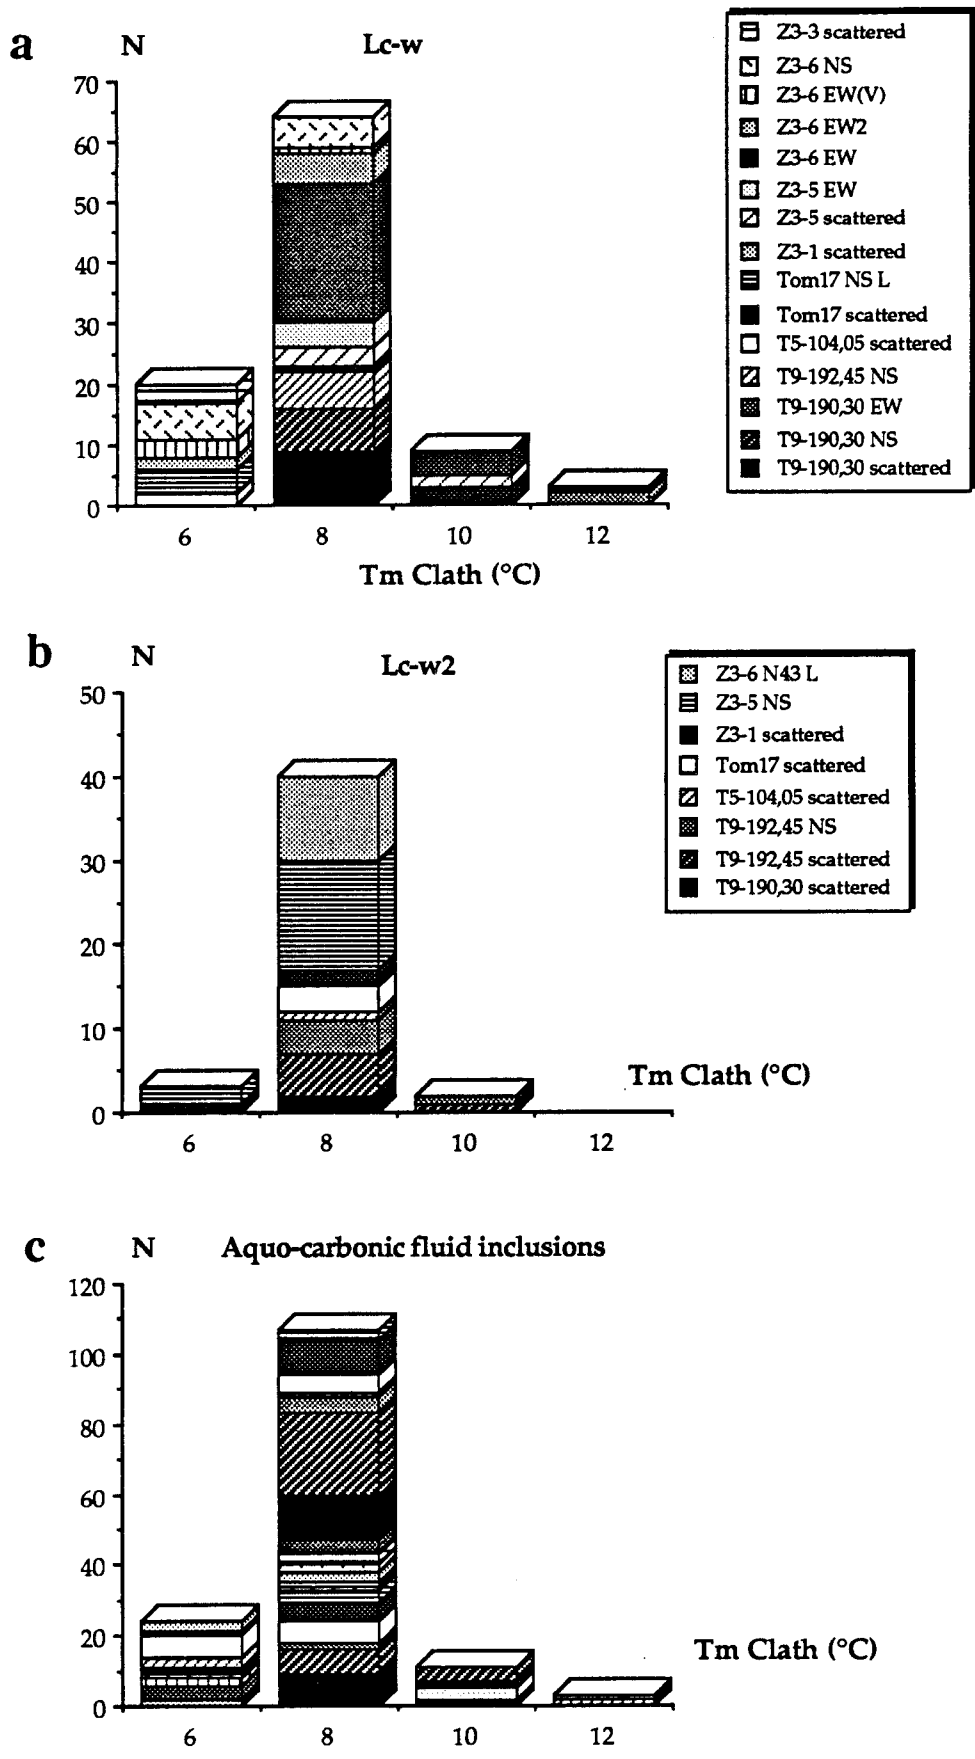 a
N
Lc-w
70
60
50
40
30
20
10
0
6
8
10
12
Tm Clath (°C)
Z3-3 scattered
Z3-6 NS
Z3-6 EW(V)
Z3-6 EW2
Z3-6 EW
Z3-5 EW
Z3-5 scattered
Z3-1 scattered
Tom17 NS L
Tom17 scattered
T5-104,05 scattered
T9-192,45 NS
T9-190,30 EW
T9-190,30 NS
T9-190,30 scattered
b
N
Lc-w2
50
40
30
20
10
0
6
8
10
12
Tm Clath (°C)
Z3-6 N43 L
Z3-5 NS
Z3-1 scattered
Tom17 scattered
T5-104,05 scattered
T9-192,45 NS
T9-192,45 scattered
T9-190,30 scattered
c
N
Aquo-carbonic fluid inclusions
120
100
80
60
40
20
0
6
8
10
12
Tm Clath (°C)